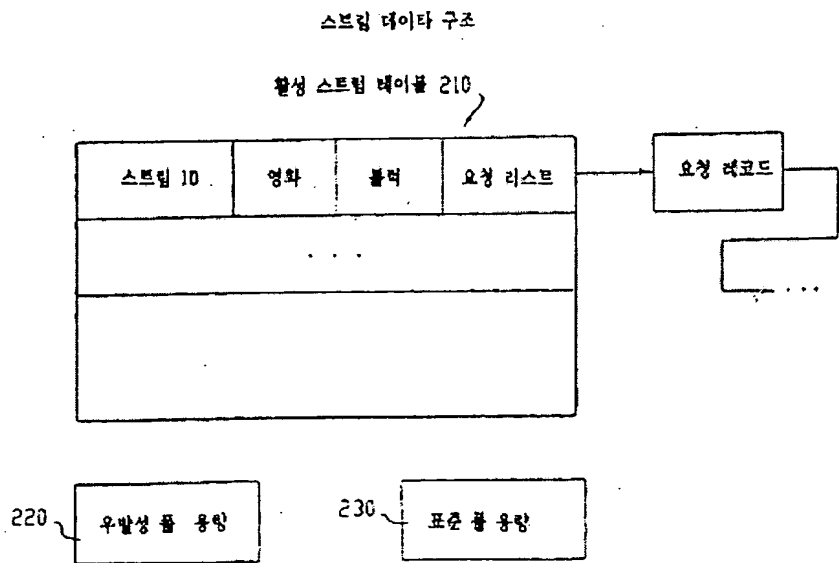 스트림 데이타 구조
활성 스트림 테이블 210
스트림 ID 영화 블럭 요청 리스트
요청 레코드
. . .
. . .
220 우발성 풀 용량
230 표준 풀 용량